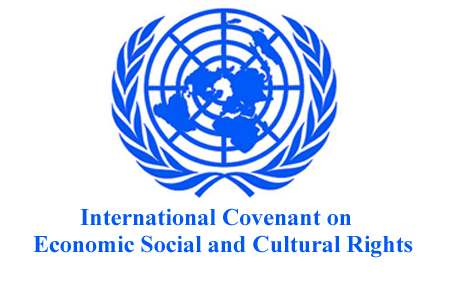 International Covenant on
Economic Social and Cultural Rights